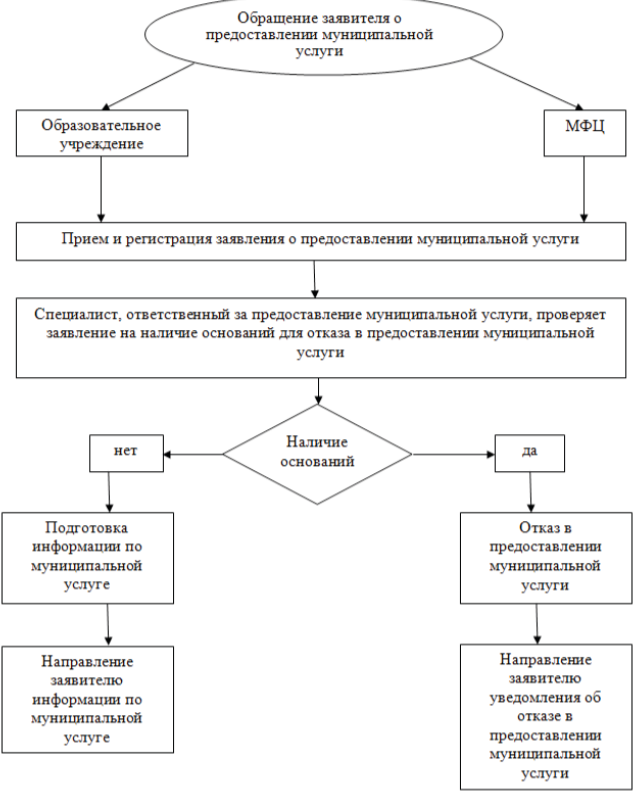 Обращение заявителя о
предоставлении муниципальной
услуги
Образовательное
учреждение
МФЦ
Прием и регистрация заявления о предоставлении муниципальной услуги
Специалист, ответственный за предоставление муниципальной услуги, проверяет
заявление на наличие оснований для отказа в предоставлении муниципальной
услуги
Наличие
оснований
нет
да
Подготовка
информации по
муниципальной
услуге
Отказ в
предоставлении
муниципальной
услуги
Направление
заявителю
информации по
муниципальной
услуге
Направление
заявителю
уведомления об
отказе в
предоставлении
муниципальной
услуги